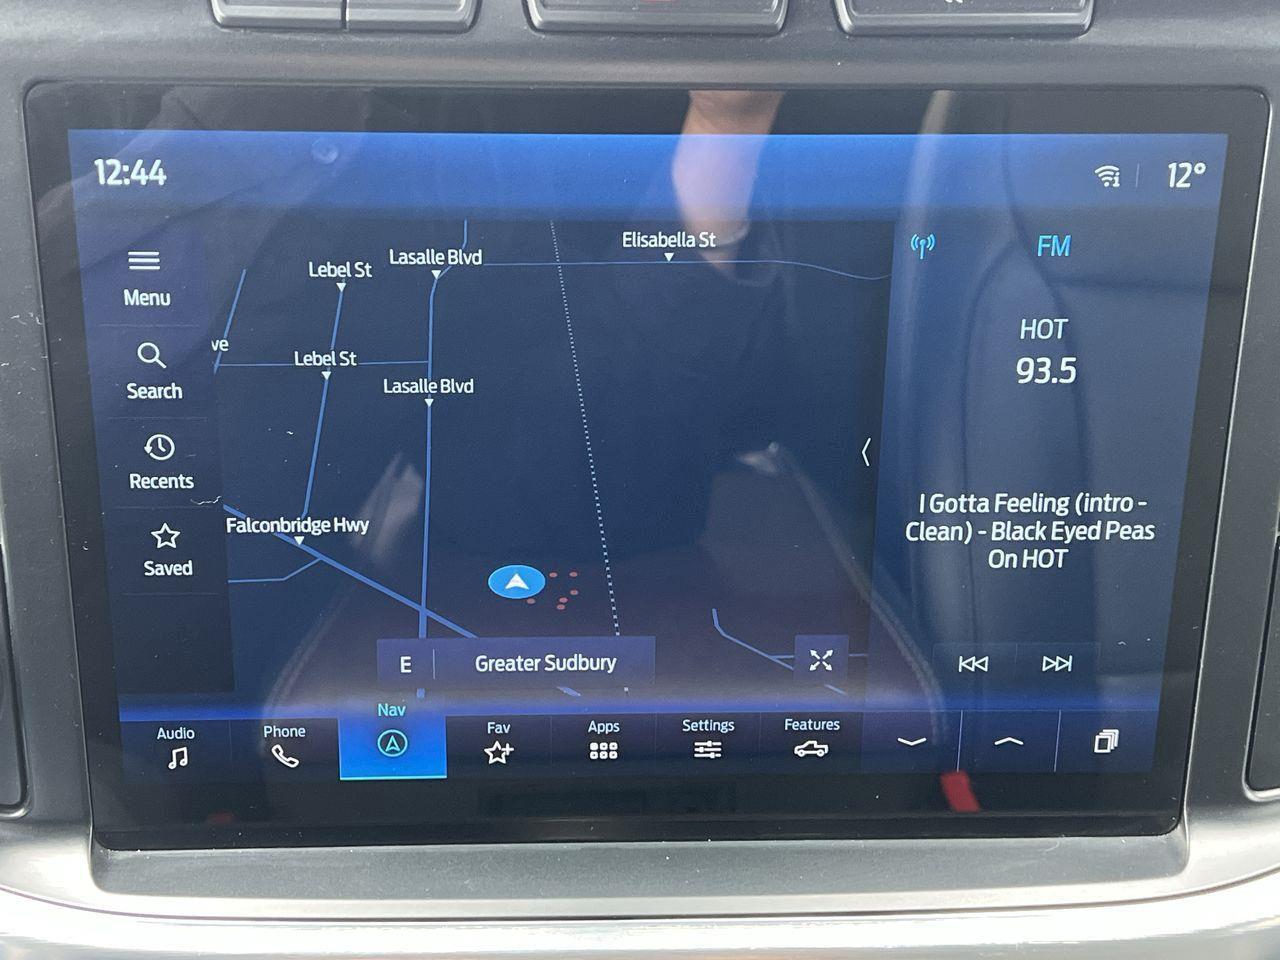 12:44
12°
Menu
Search
Recents
Saved
Lebel St
Lasalle Blvd
Elisabella St
ve
Lebel St
Lasalle Blvd
Falconbridge Hwy
E
Greater Sudbury
FM
HOT
93.5
I Gotta Feeling (intro -
Clean) - Black Eyed Peas
On HOT
Audio
Phone
Nav
Fav
Apps
Settings
Features